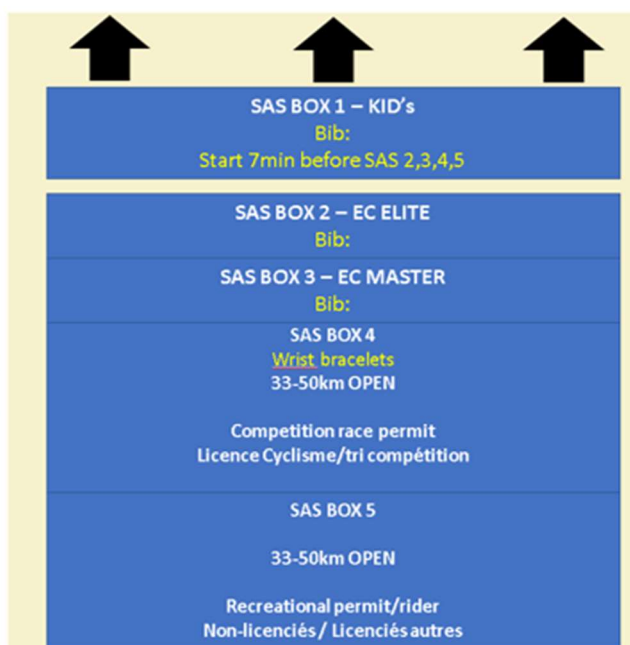 SAS BOX 1 – KID's
Bib:
Start 7min before SAS 2,3,4,5
SAS BOX 2 – EC ELITE
Bib:
SAS BOX 3 – EC MASTER
Bib:
SAS BOX 4
Wrist bracelets
33-50km OPEN
Competition race permit
Licence Cyclisme/tri compétition
SAS BOX 5
33-50km OPEN
Recreational permit/rider
Non-licenciés / Licenciés autres